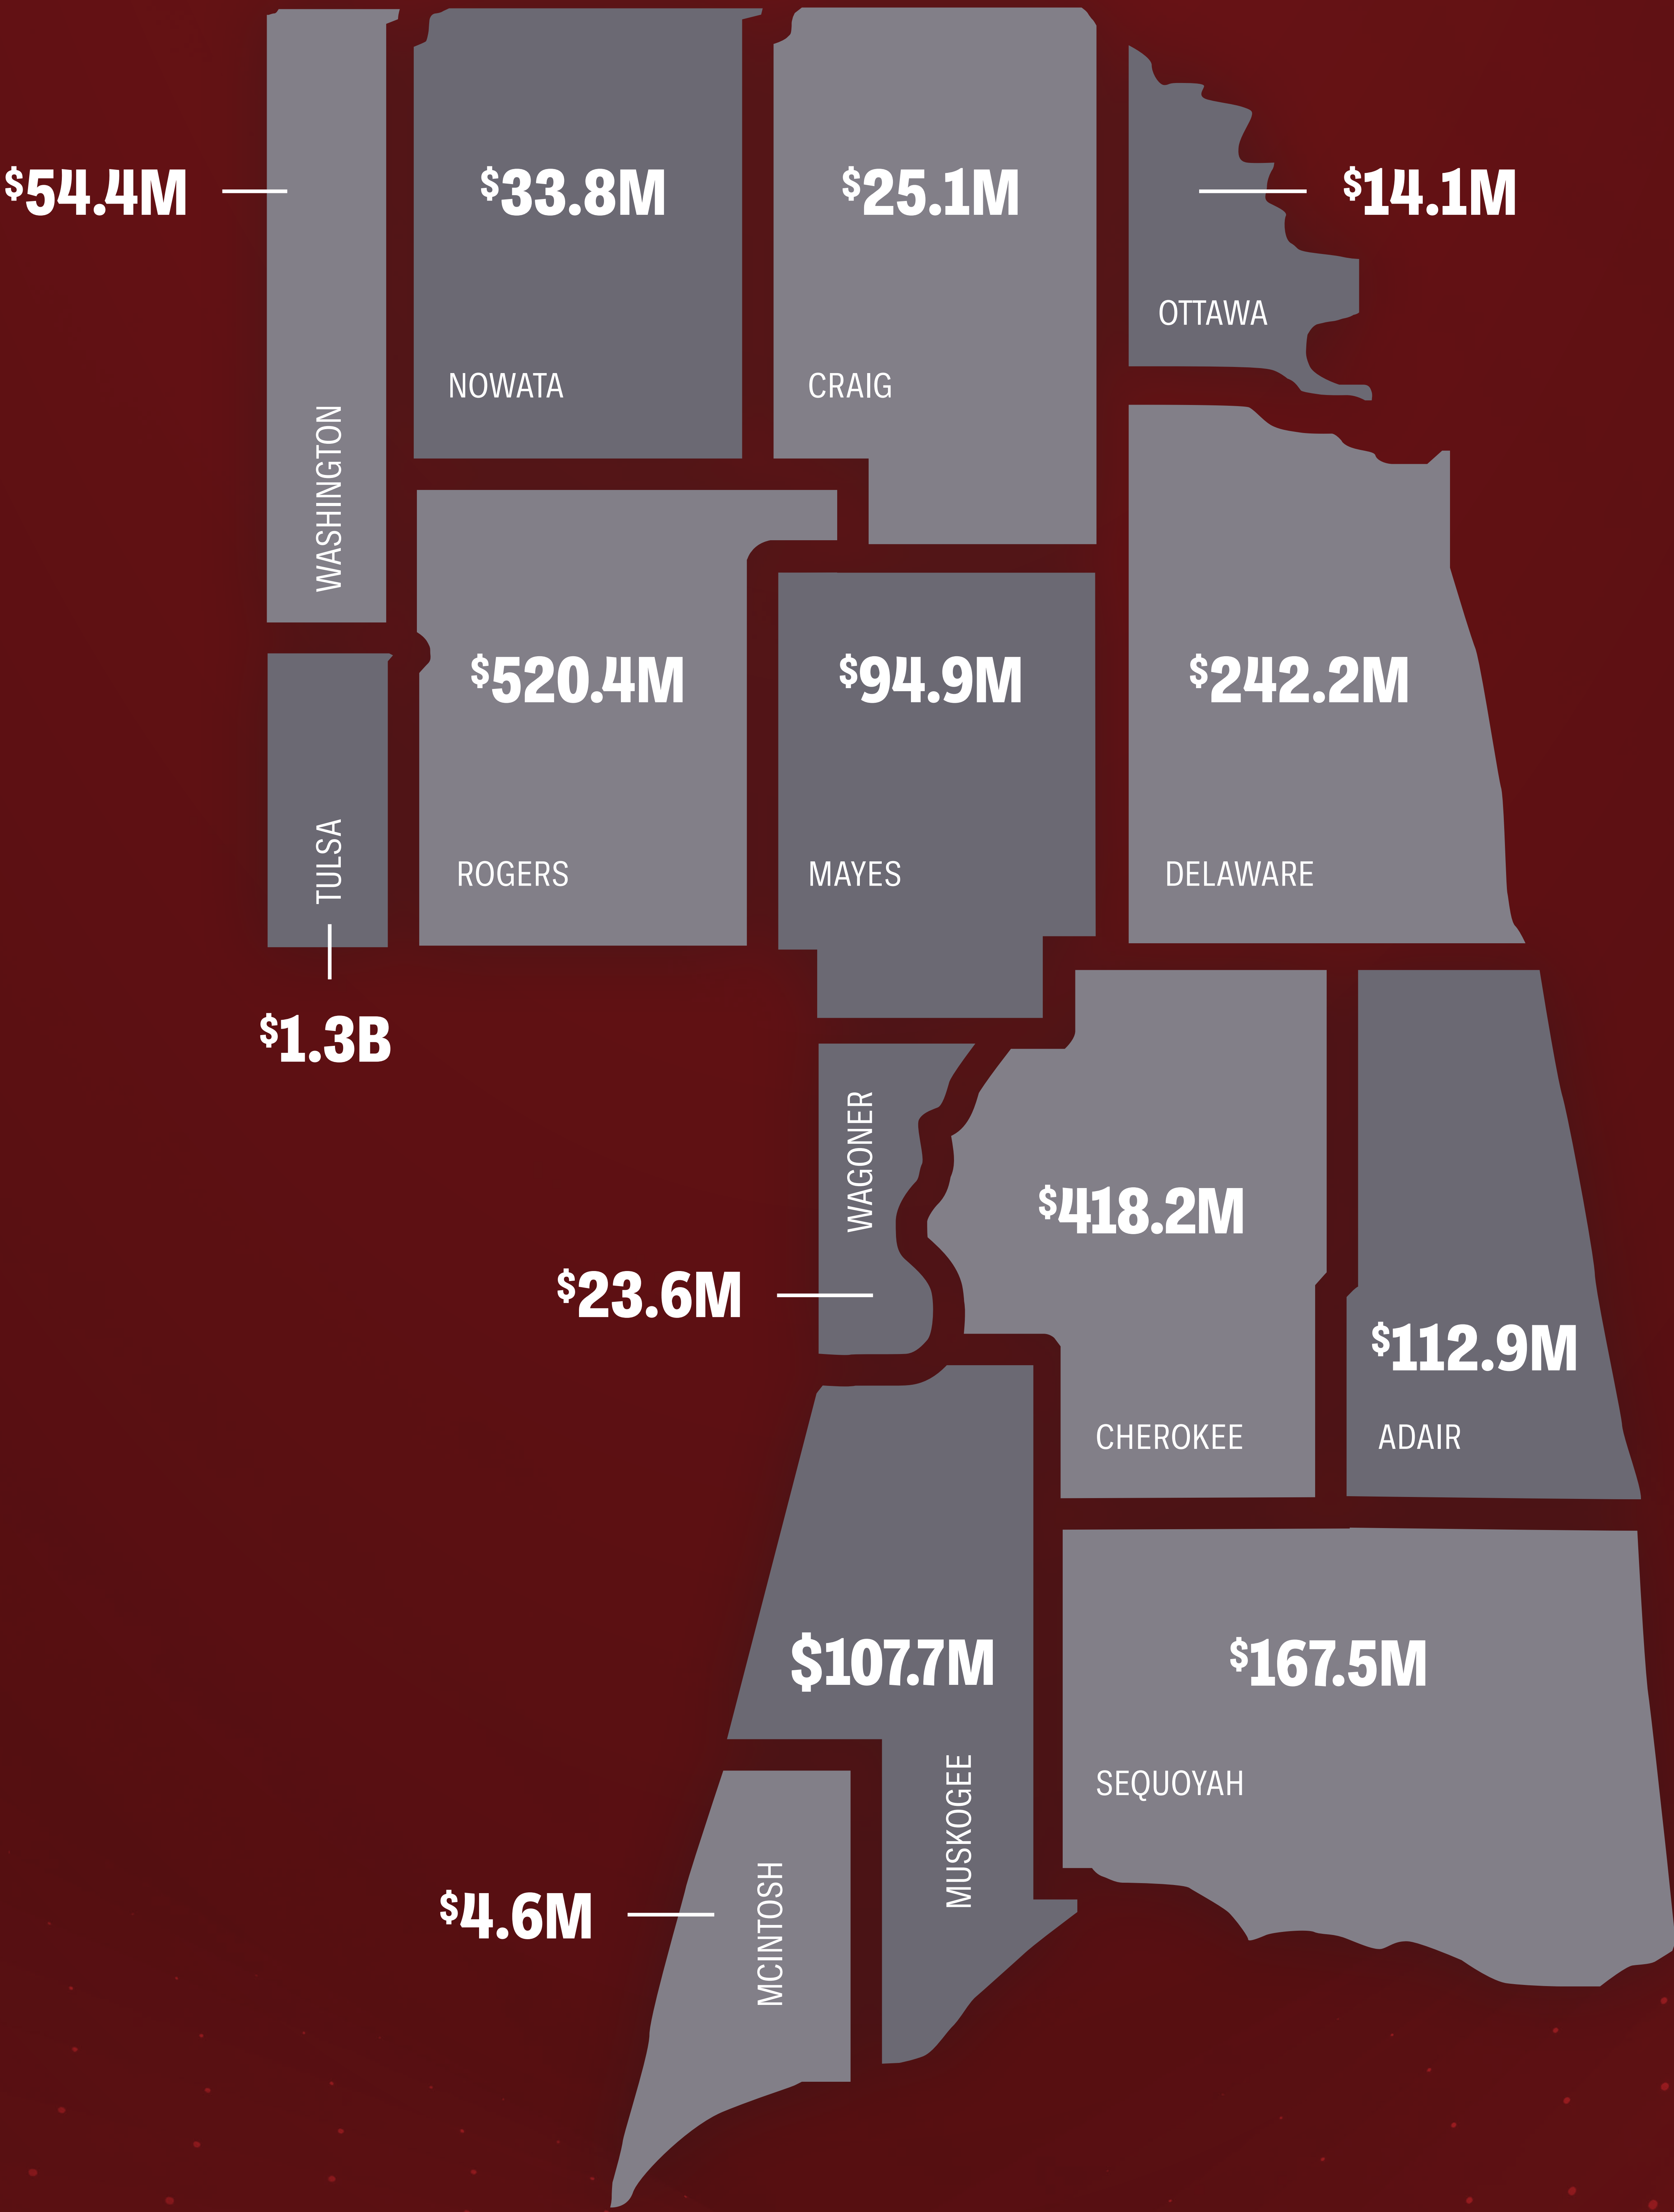 $54.4M
$33.8M
$25.1M
$14.1M
OTTAWA
NOWATA
CRAIG
WASHINGTON
$520.4M
$94.9M
$242.2M
TULSA
ROGERS
MAYES
DELAWARE
$1.3B
WAGONER
$418.2M
$23.6M
$112.9M
CHEROKEE
ADAIR
$107.7M
$167.5M
SEQUOYAH
MUSKOGEE
$4.6M
MCINTOSH